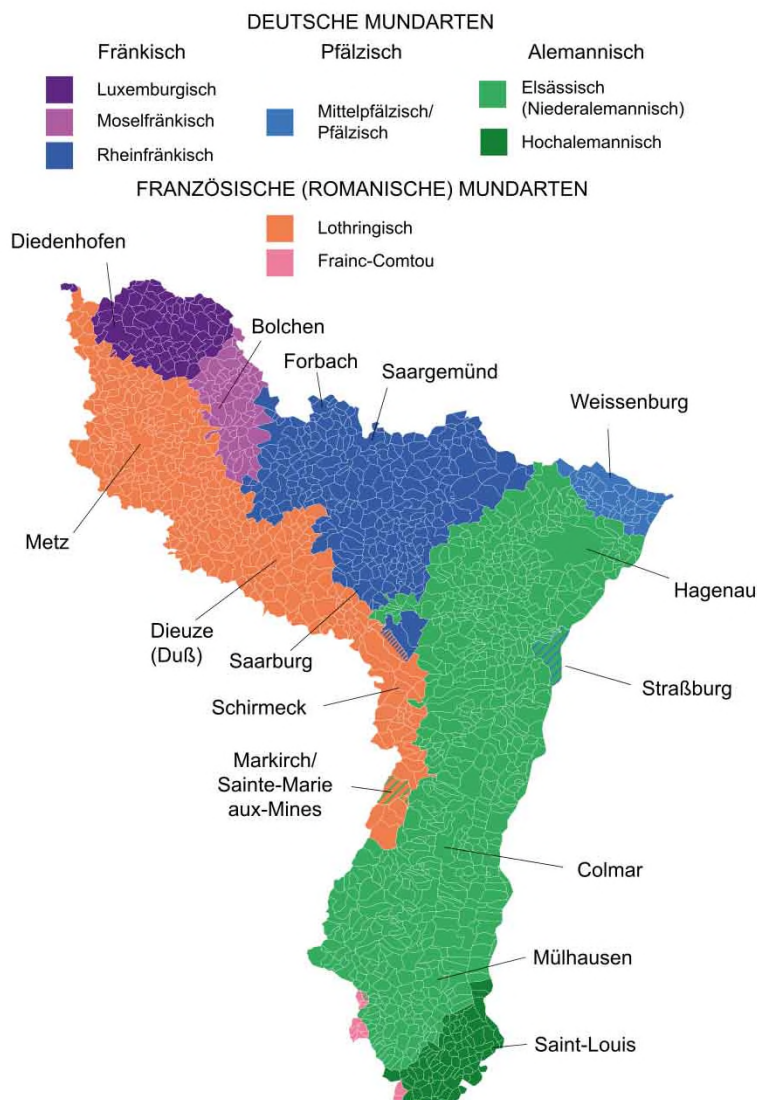 DEUTSCHE MUNDARTEN
Fränkisch
Pfälzisch
Alemannisch
Luxemburgisch
Moselfränkisch
Rheinfränkisch
Mittelpfälzisch/
Pfälzisch
Elsässisch
(Niederalemannisch)
Hochalemannisch
FRANZÖSISCHE (ROMANISCHE) MUNDARTEN
Lothringisch
Frainc-Comtou
Diedenhofen
Bolchen
Forbach
Saargemünd
Weissenburg
Metz
Hagenau
Dieuze
(Duß)
Saarburg
Straßburg
Schirmeck
Markirch/
Sainte-Marie
aux-Mines
Colmar
Mülhausen
Saint-Louis